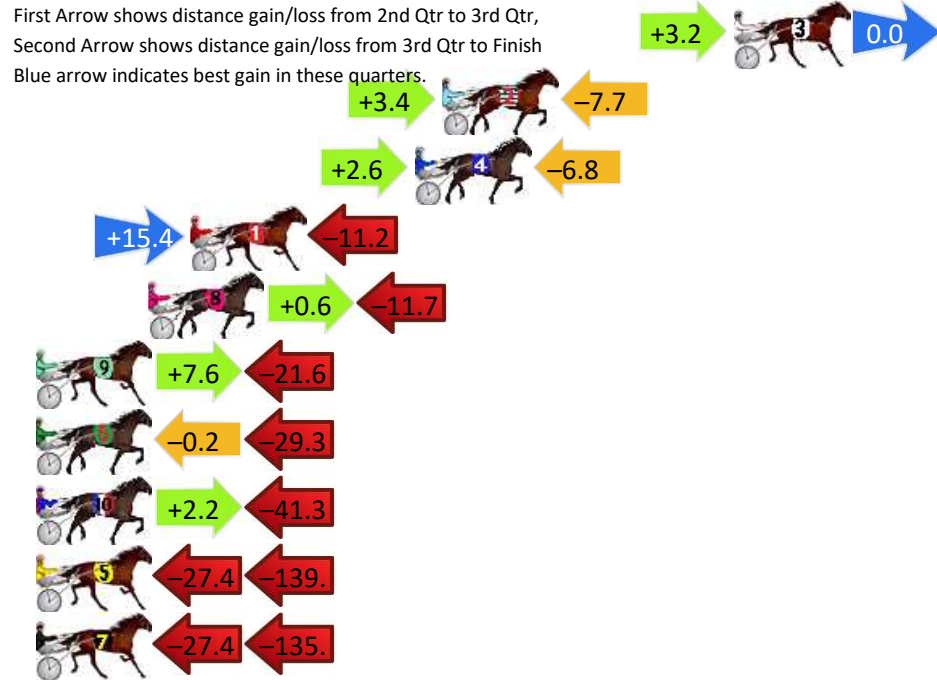 First Arrow shows distance gain/loss from 2nd Qtr to 3rd Qtr,
Second Arrow shows distance gain/loss from 3rd Qtr to Finish
Blue arrow indicates best gain in these quarters.
+3.2 3 0.0
+3.4 2 –7.7
+2.6 4 –6.8
+15.4 1 –11.2
8 +0.6 –11.7
9 +7.6 –21.6
6 –0.2 –29.3
10 +2.2 –41.3
5 –27.4 –139.
7 –27.4 –135.